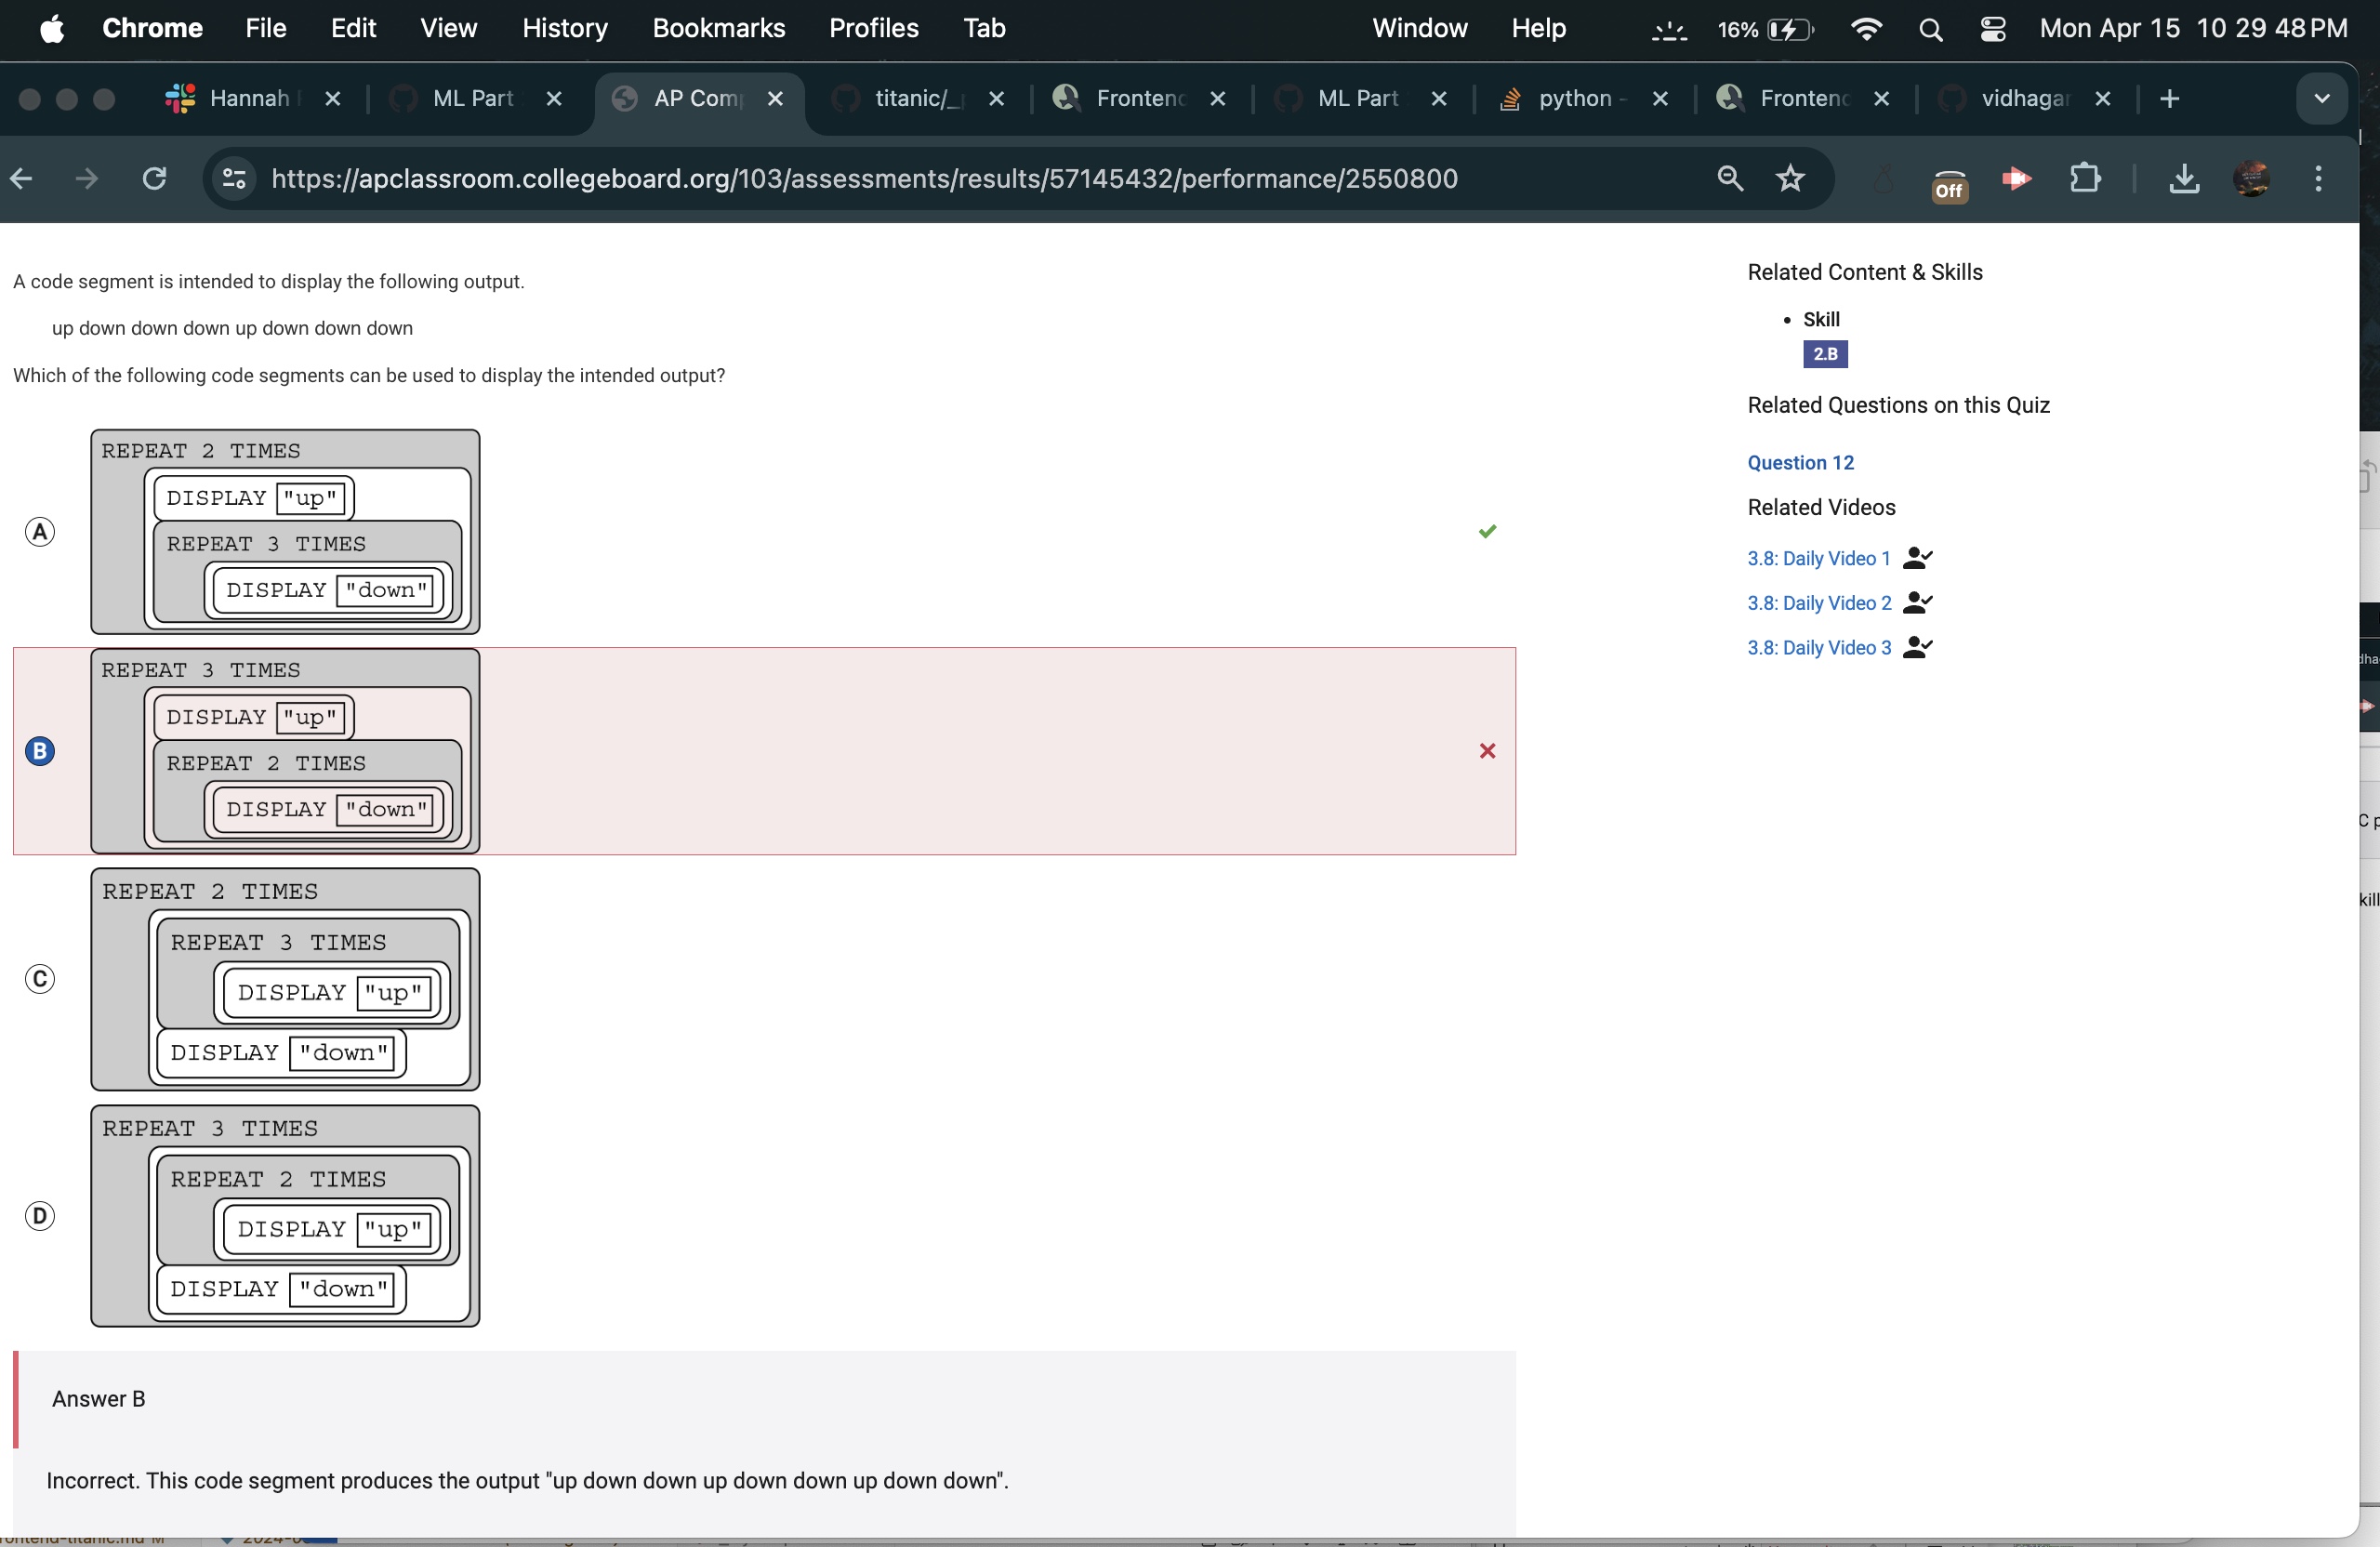 Chrome File Edit View History Bookmarks Profiles Tab Window Help 16% Mon Apr 15 10 29 48 PM
Hannah ML Part AP Com titanic/_ Frontend ML Part python - Frontend vidhagar
https://apclassroom.collegeboard.org/103/assessments/results/57145432/performance/2550800
Off
A code segment is intended to display the following output.
up down down down up down down down
Which of the following code segments can be used to display the intended output?
A
REPEAT 2 TIMES
DISPLAY "up"
REPEAT 3 TIMES
DISPLAY "down"
B
REPEAT 3 TIMES
DISPLAY "up"
REPEAT 2 TIMES
DISPLAY "down"
C
REPEAT 2 TIMES
REPEAT 3 TIMES
DISPLAY "up"
DISPLAY "down"
D
REPEAT 3 TIMES
REPEAT 2 TIMES
DISPLAY "up"
DISPLAY "down"
Answer B
Incorrect. This code segment produces the output "up down down up down down up down down".
Related Content & Skills
Skill
2.B
Related Questions on this Quiz
Question 12
Related Videos
3.8: Daily Video 1
3.8: Daily Video 2
3.8: Daily Video 3